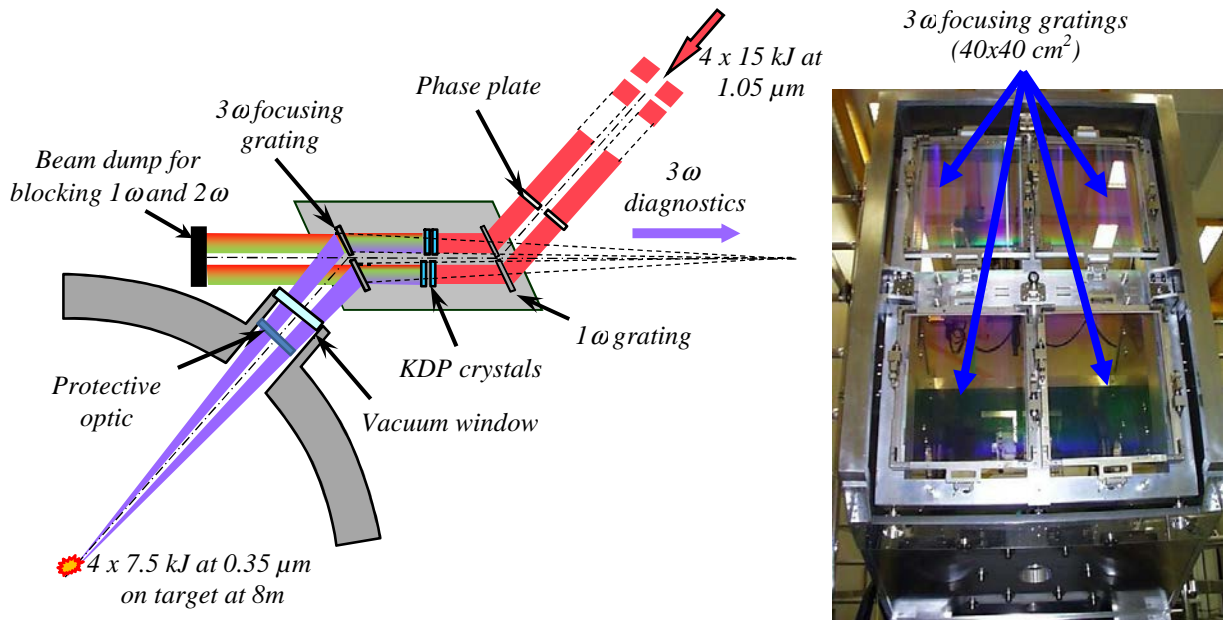 3ω focusing
grating
Phase plate
4 x 15 kJ at
1.05 µm
Beam dump for
blocking 1ω and 2ω
3ω
diagnostics
Protective
optic
Vacuum window
KDP crystals
1ω grating
4 x 7.5 kJ at 0.35 µm
on target at 8m
3ω focusing gratings
(40x40 cm²)